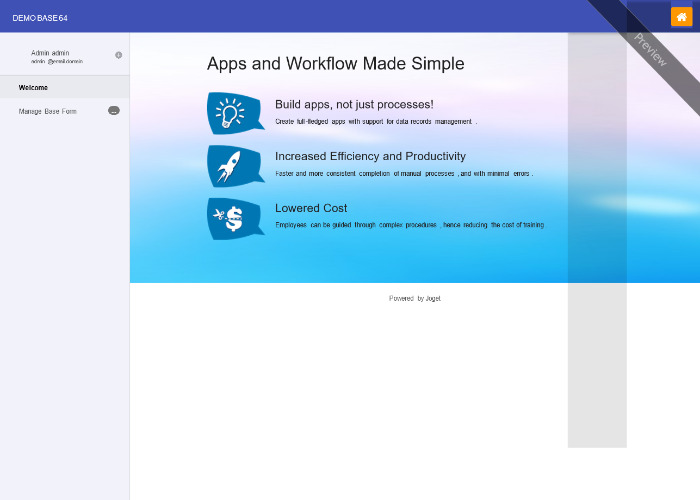 DEMO BASE 64
Preview
Admin admin
admin @email.domin
Welcome
Manage Base Form
Apps and Workflow Made Simple
Build apps, not just processes!
Create full-fledged apps with support for data records management .
Increased Efficiency and Productivity
Faster and more consistent completion of manual processes , and with minimal errors .
Lowered Cost
Employees can be guided through complex procedures , hence reducing the cost of training
Powered by Joget